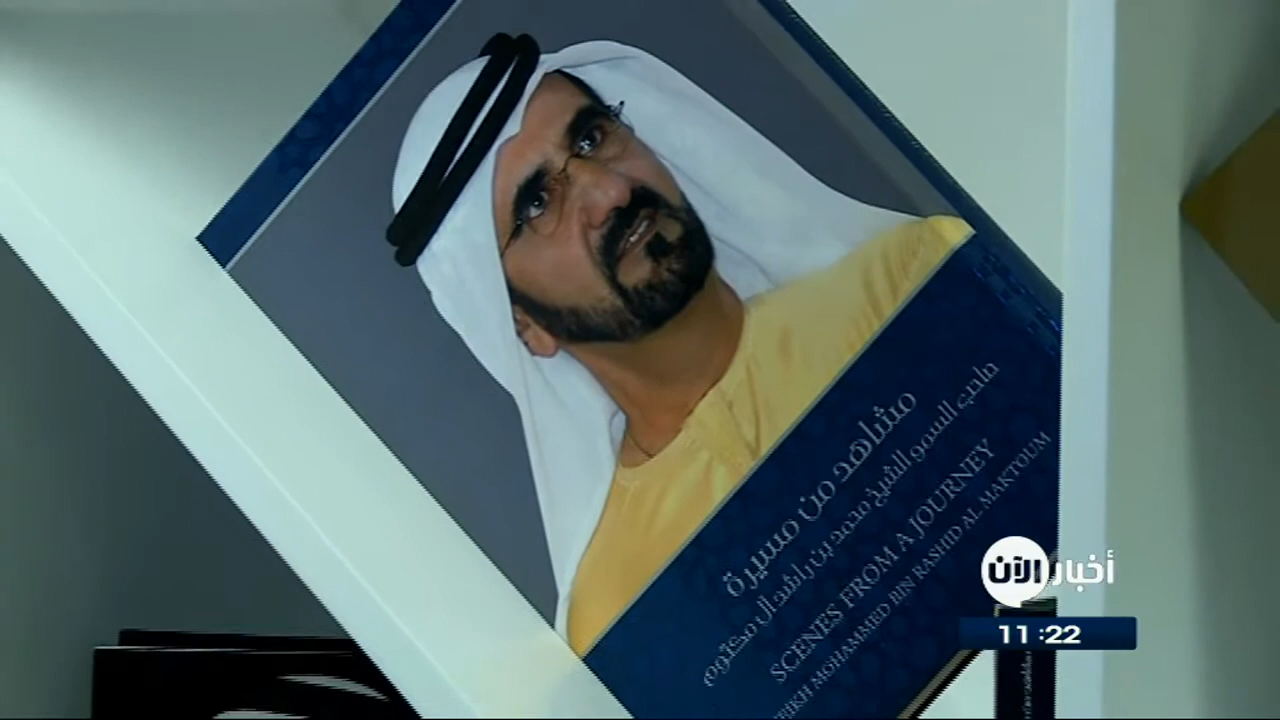 مشاهد من مسيرة
صاحب السمو الشيخ محمد بن راشد آل مكتوم
SCENES FROM A JOURNEY
SHEIKH MOHAMMED BIN RASHID AL MAKTOUM
أخبار الآن
11:22